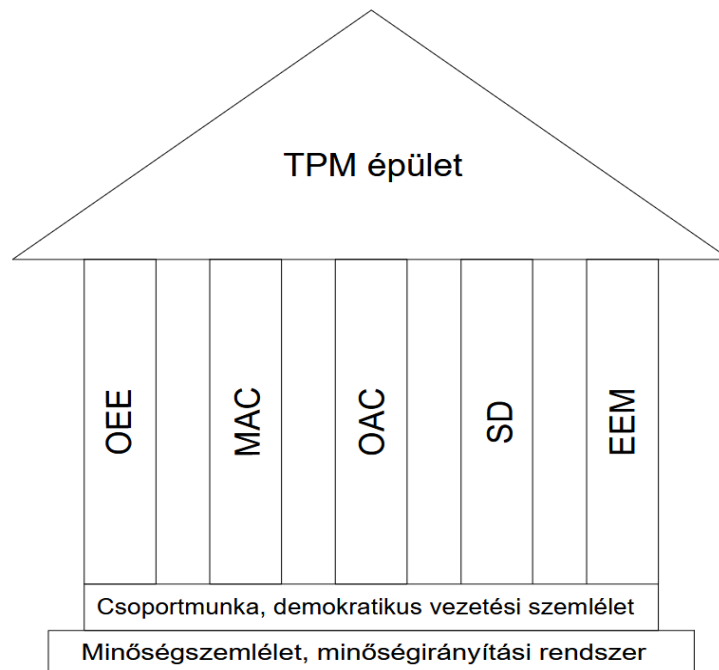 TPM épület
OEE
MAC
OAC
SD
EEM
Csoportmunka, demokratikus vezetési szemlélet
Minőségszemlélet, minőségirányítási rendszer